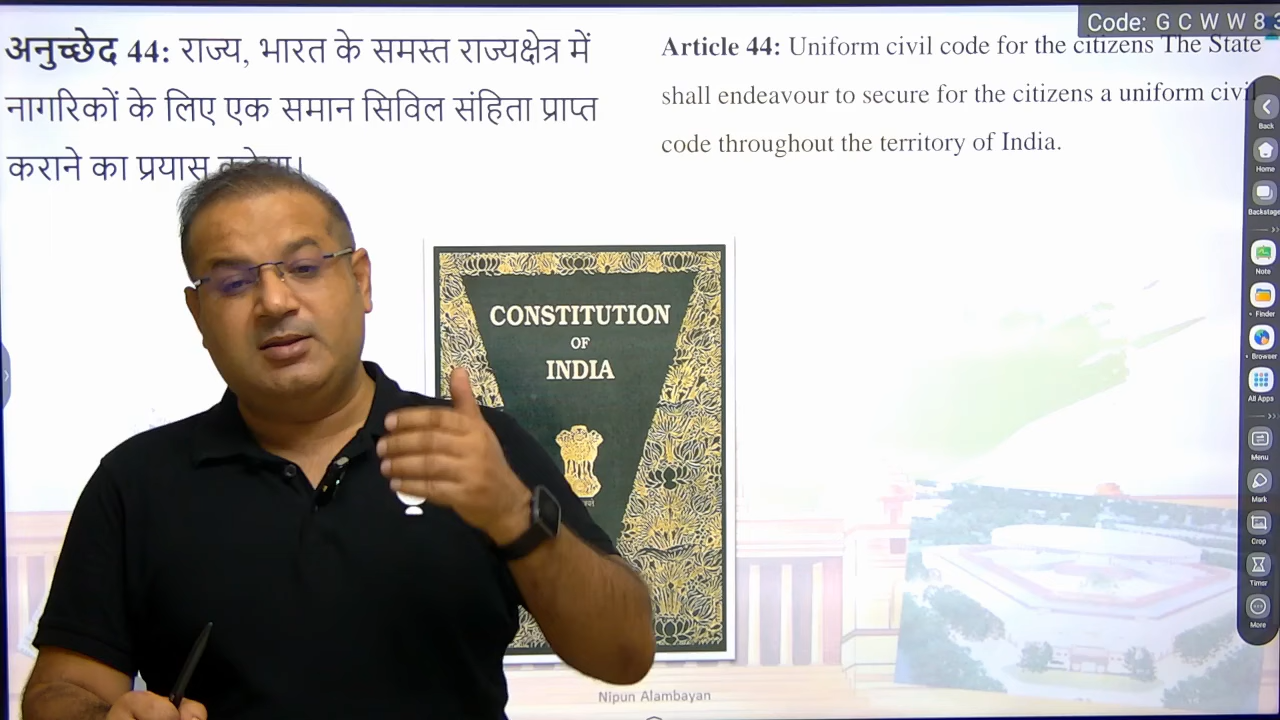 Code: G C W W 8 3
अनुच्छेद 44: राज्य, भारत के समस्त राज्यक्षेत्र में
नागरिकों के लिए एक समान सिविल संहिता प्राप्त
कराने का प्रयास
Article 44: Uniform civil code for the citizens The State
shall endeavour to secure for the citizens a uniform civil
code throughout the territory of India.
CONSTITUTION
OF
INDIA
Nipun Alambayan
Back
Home
Backstage
Note
Finder
Browser
All Apps
Menu
Mark
Crop
Timer
More